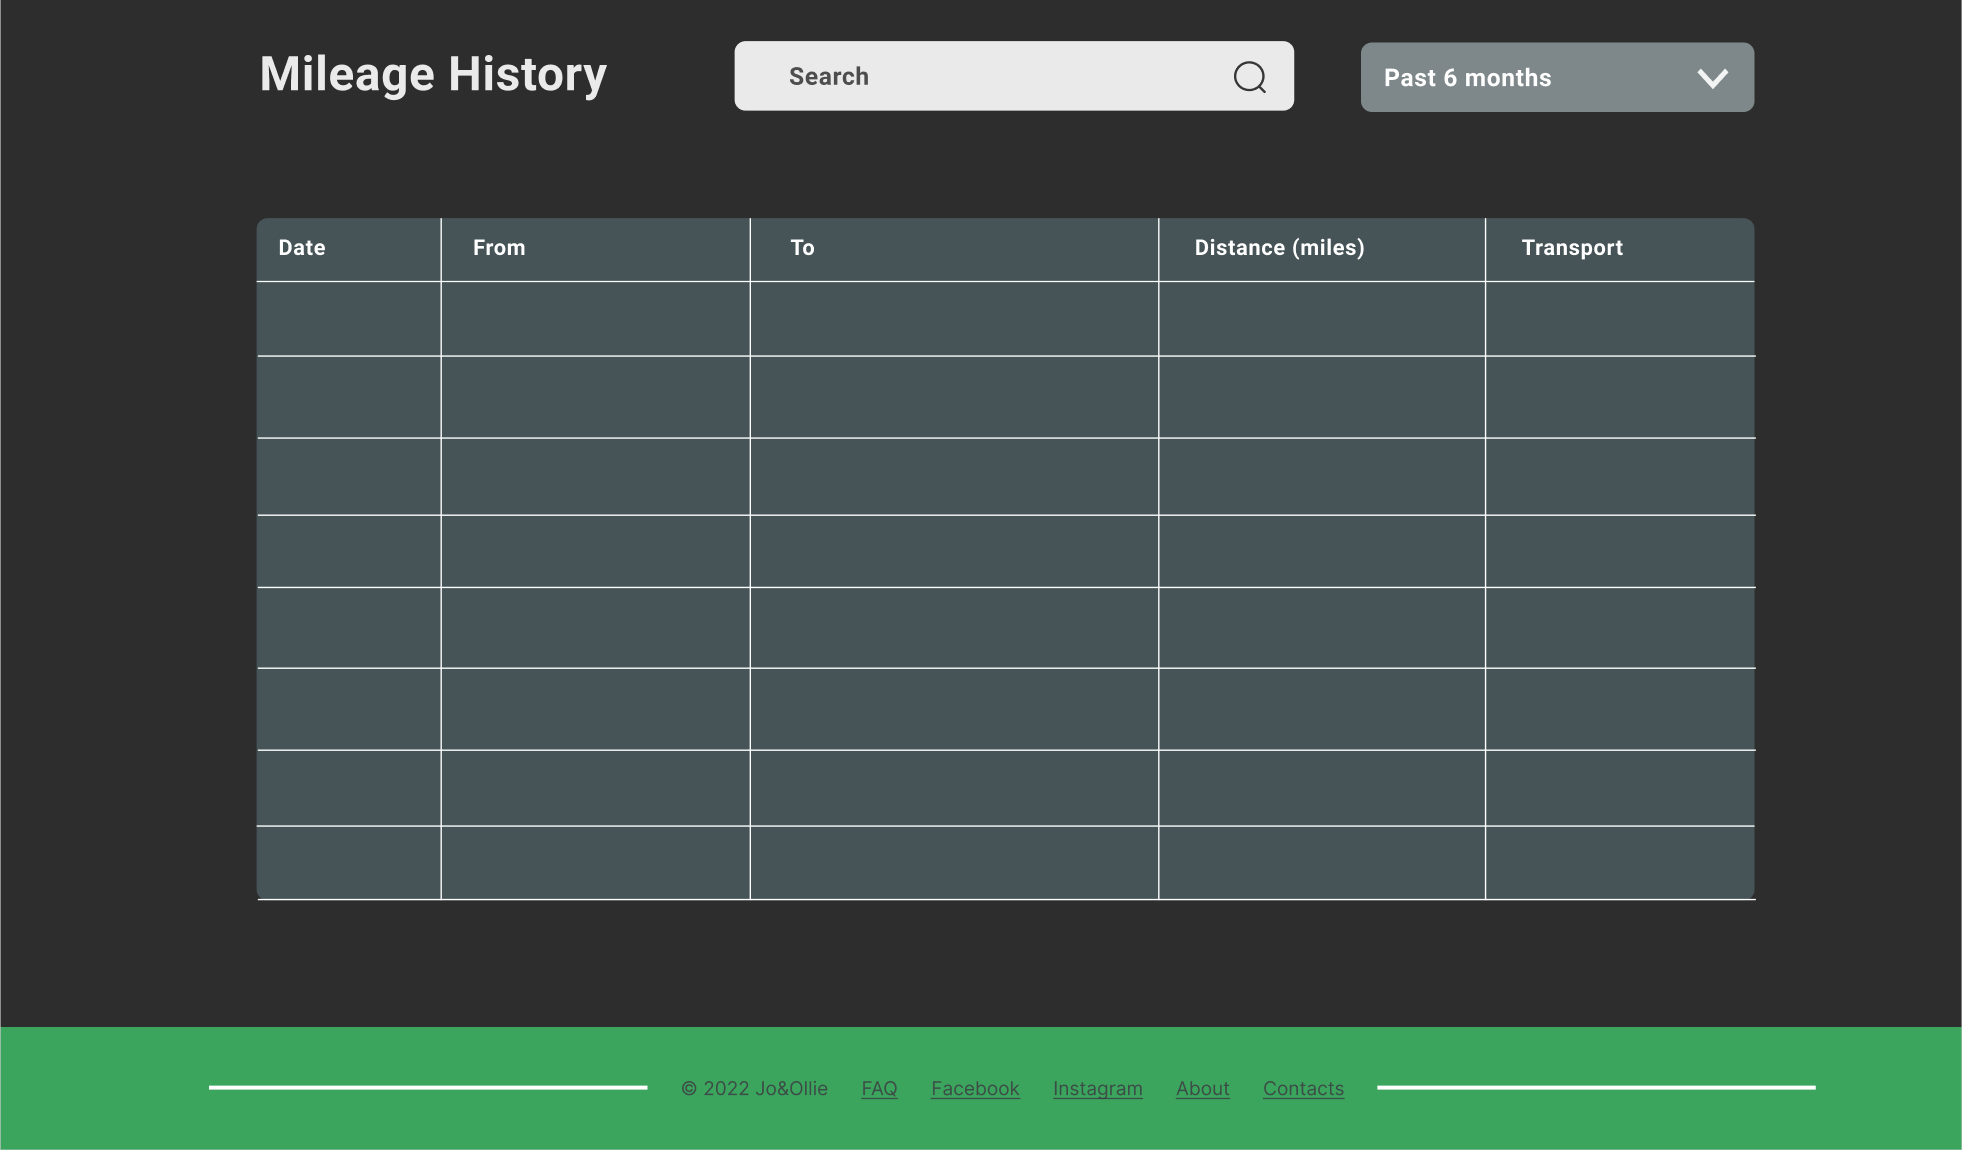 Mileage History
Search
Past 6 months
Date From To Distance (miles) Transport
© 2022 Jo&Ollie FAQ Facebook Instagram About Contacts